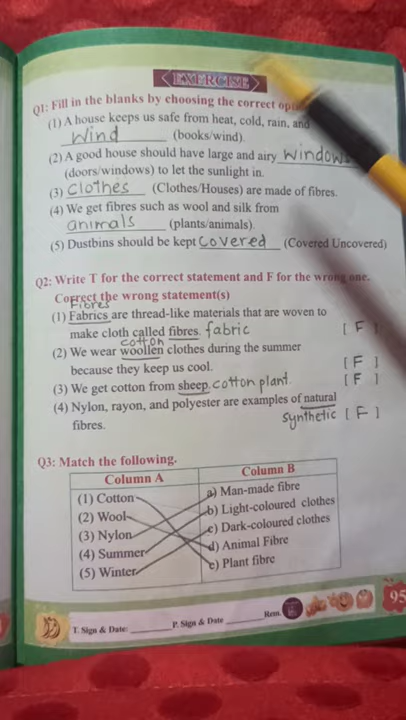 EXERCISE
Q1: Fill in the blanks by choosing the correct
(1) A house keeps us safe from heat, cold, rain, and
Wind (books/wind).
(2) A good house should have large and airy windows
(doors/windows) to let the sunlight in.
(3) Clothes (Clothes/Houses) are made of fibres.
(4) We get fibres such as wool and silk from
animals (plants/animals).
(5) Dustbins should be kept Covered (Covered Uncovered)
Q2: Write T for the correct statement and F for the wrong one.
Correct the wrong statement(s)
Fibres
(1) Fabrics are thread-like materials that are woven to
make cloth called fibres. fabric [ F ]
cotton
(2) We wear woollen clothes during the summer
because they keep us cool. [ F ]
(3) We get cotton from sheep. cotton plant. [ F ]
(4) Nylon, rayon, and polyester are examples of natural
fibres. synthetic [ F ]
Q3: Match the following.
Column A Column B
(1) Cotton a) Man-made fibre
(2) Wool b) Light-coloured clothes
(3) Nylon c) Dark-coloured clothes
(4) Summer d) Animal Fibre
(5) Winter e) Plant fibre
T. Sign & Date: P. Sign & Date Rem.
95